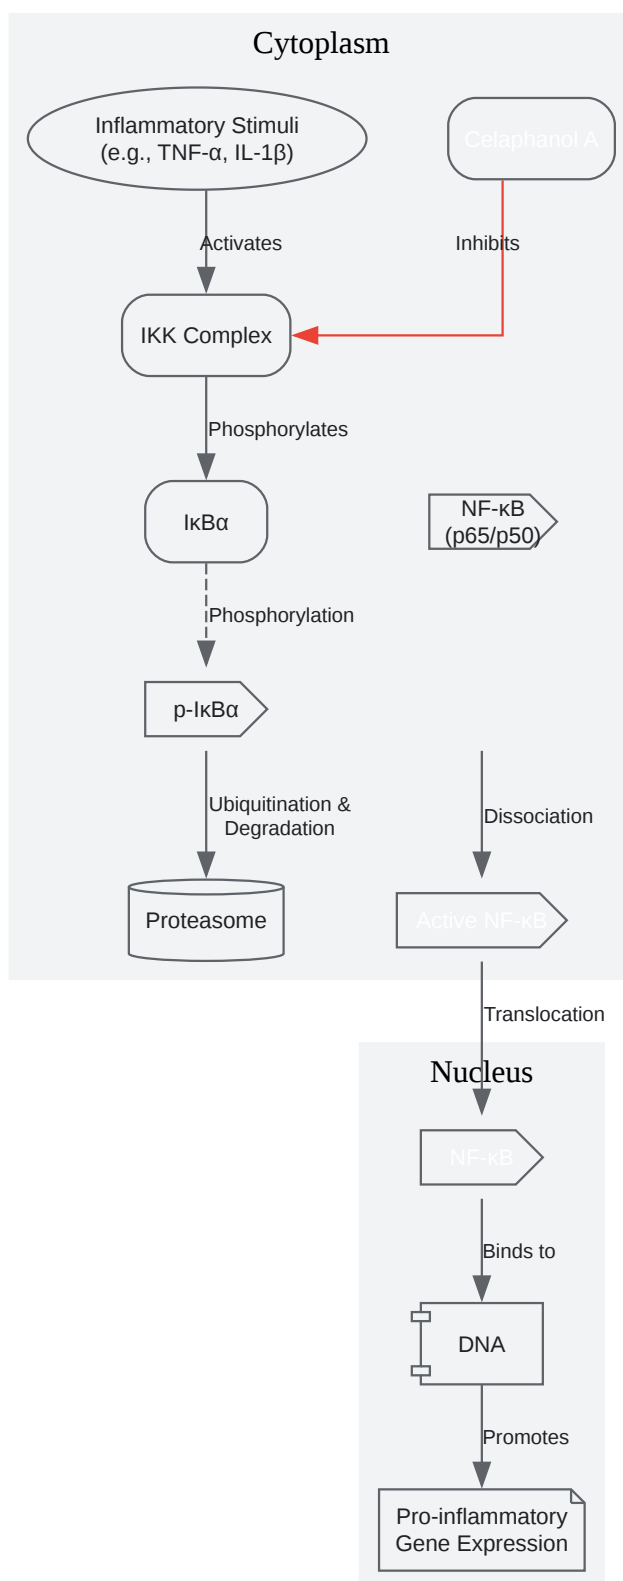 Cytoplasm
Inflammatory Stimuli
(e.g., TNF-α, IL-1β)
Celaphanol A
Activates
Inhibits
IKK Complex
Phosphorylates
IκBα
NF-κB
(p65/p50)
Phosphorylation
p-IκBα
Ubiquitination &
Degradation
Dissociation
Proteasome
Active NF-κB
Translocation
Nucleus
NF-κB
Binds to
DNA
Promotes
Pro-inflammatory
Gene Expression